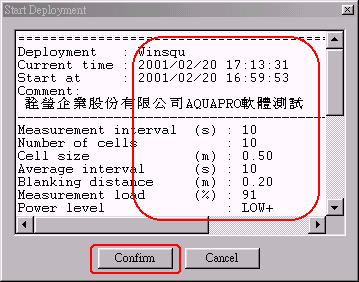 Start Deployment
Deployment : Winsqu
Current time : 2001/02/20 17:13:31
Start at : 2001/02/20 16:59:53
Comment:
詮瑩企業股份有限公司AQUAPRO軟體測試
Measurement interval (s) : 10
Number of cells : 10
Cell size (m) : 0.50
Average interval (s) : 10
Blanking distance (m) : 0.20
Measurement load (%) : 91
Power level : LOW+
Confirm Cancel